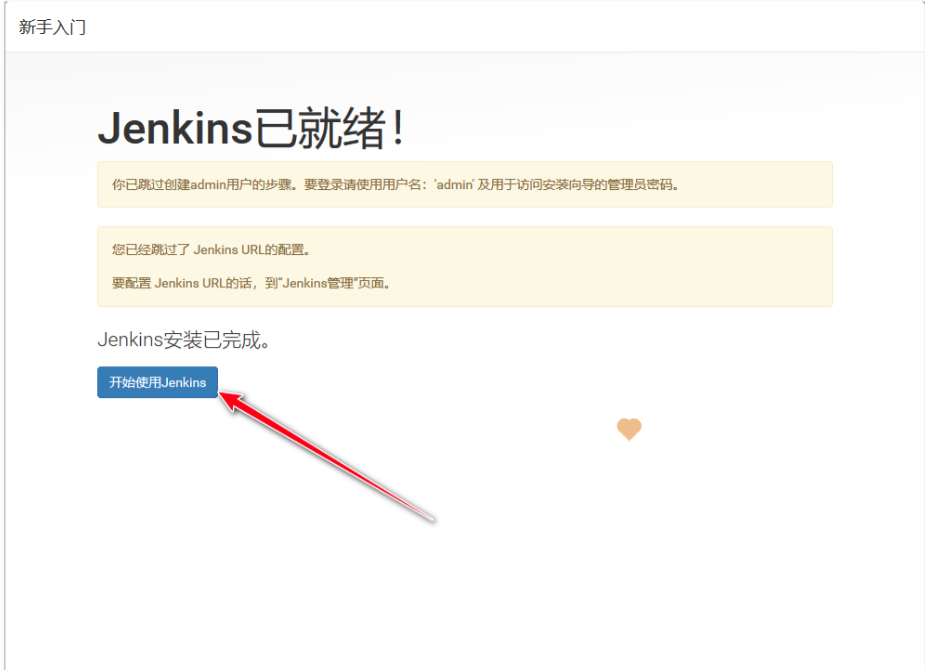 新手入门
Jenkins已就绪！
你已跳过创建admin用户的步骤。要登录请使用用户名：'admin' 及用于访问安装向导的管理员密码。
您已经跳过了 Jenkins URL的配置。
要配置 Jenkins URL的话，到"Jenkins管理"页面。
Jenkins安装已完成。
开始使用Jenkins